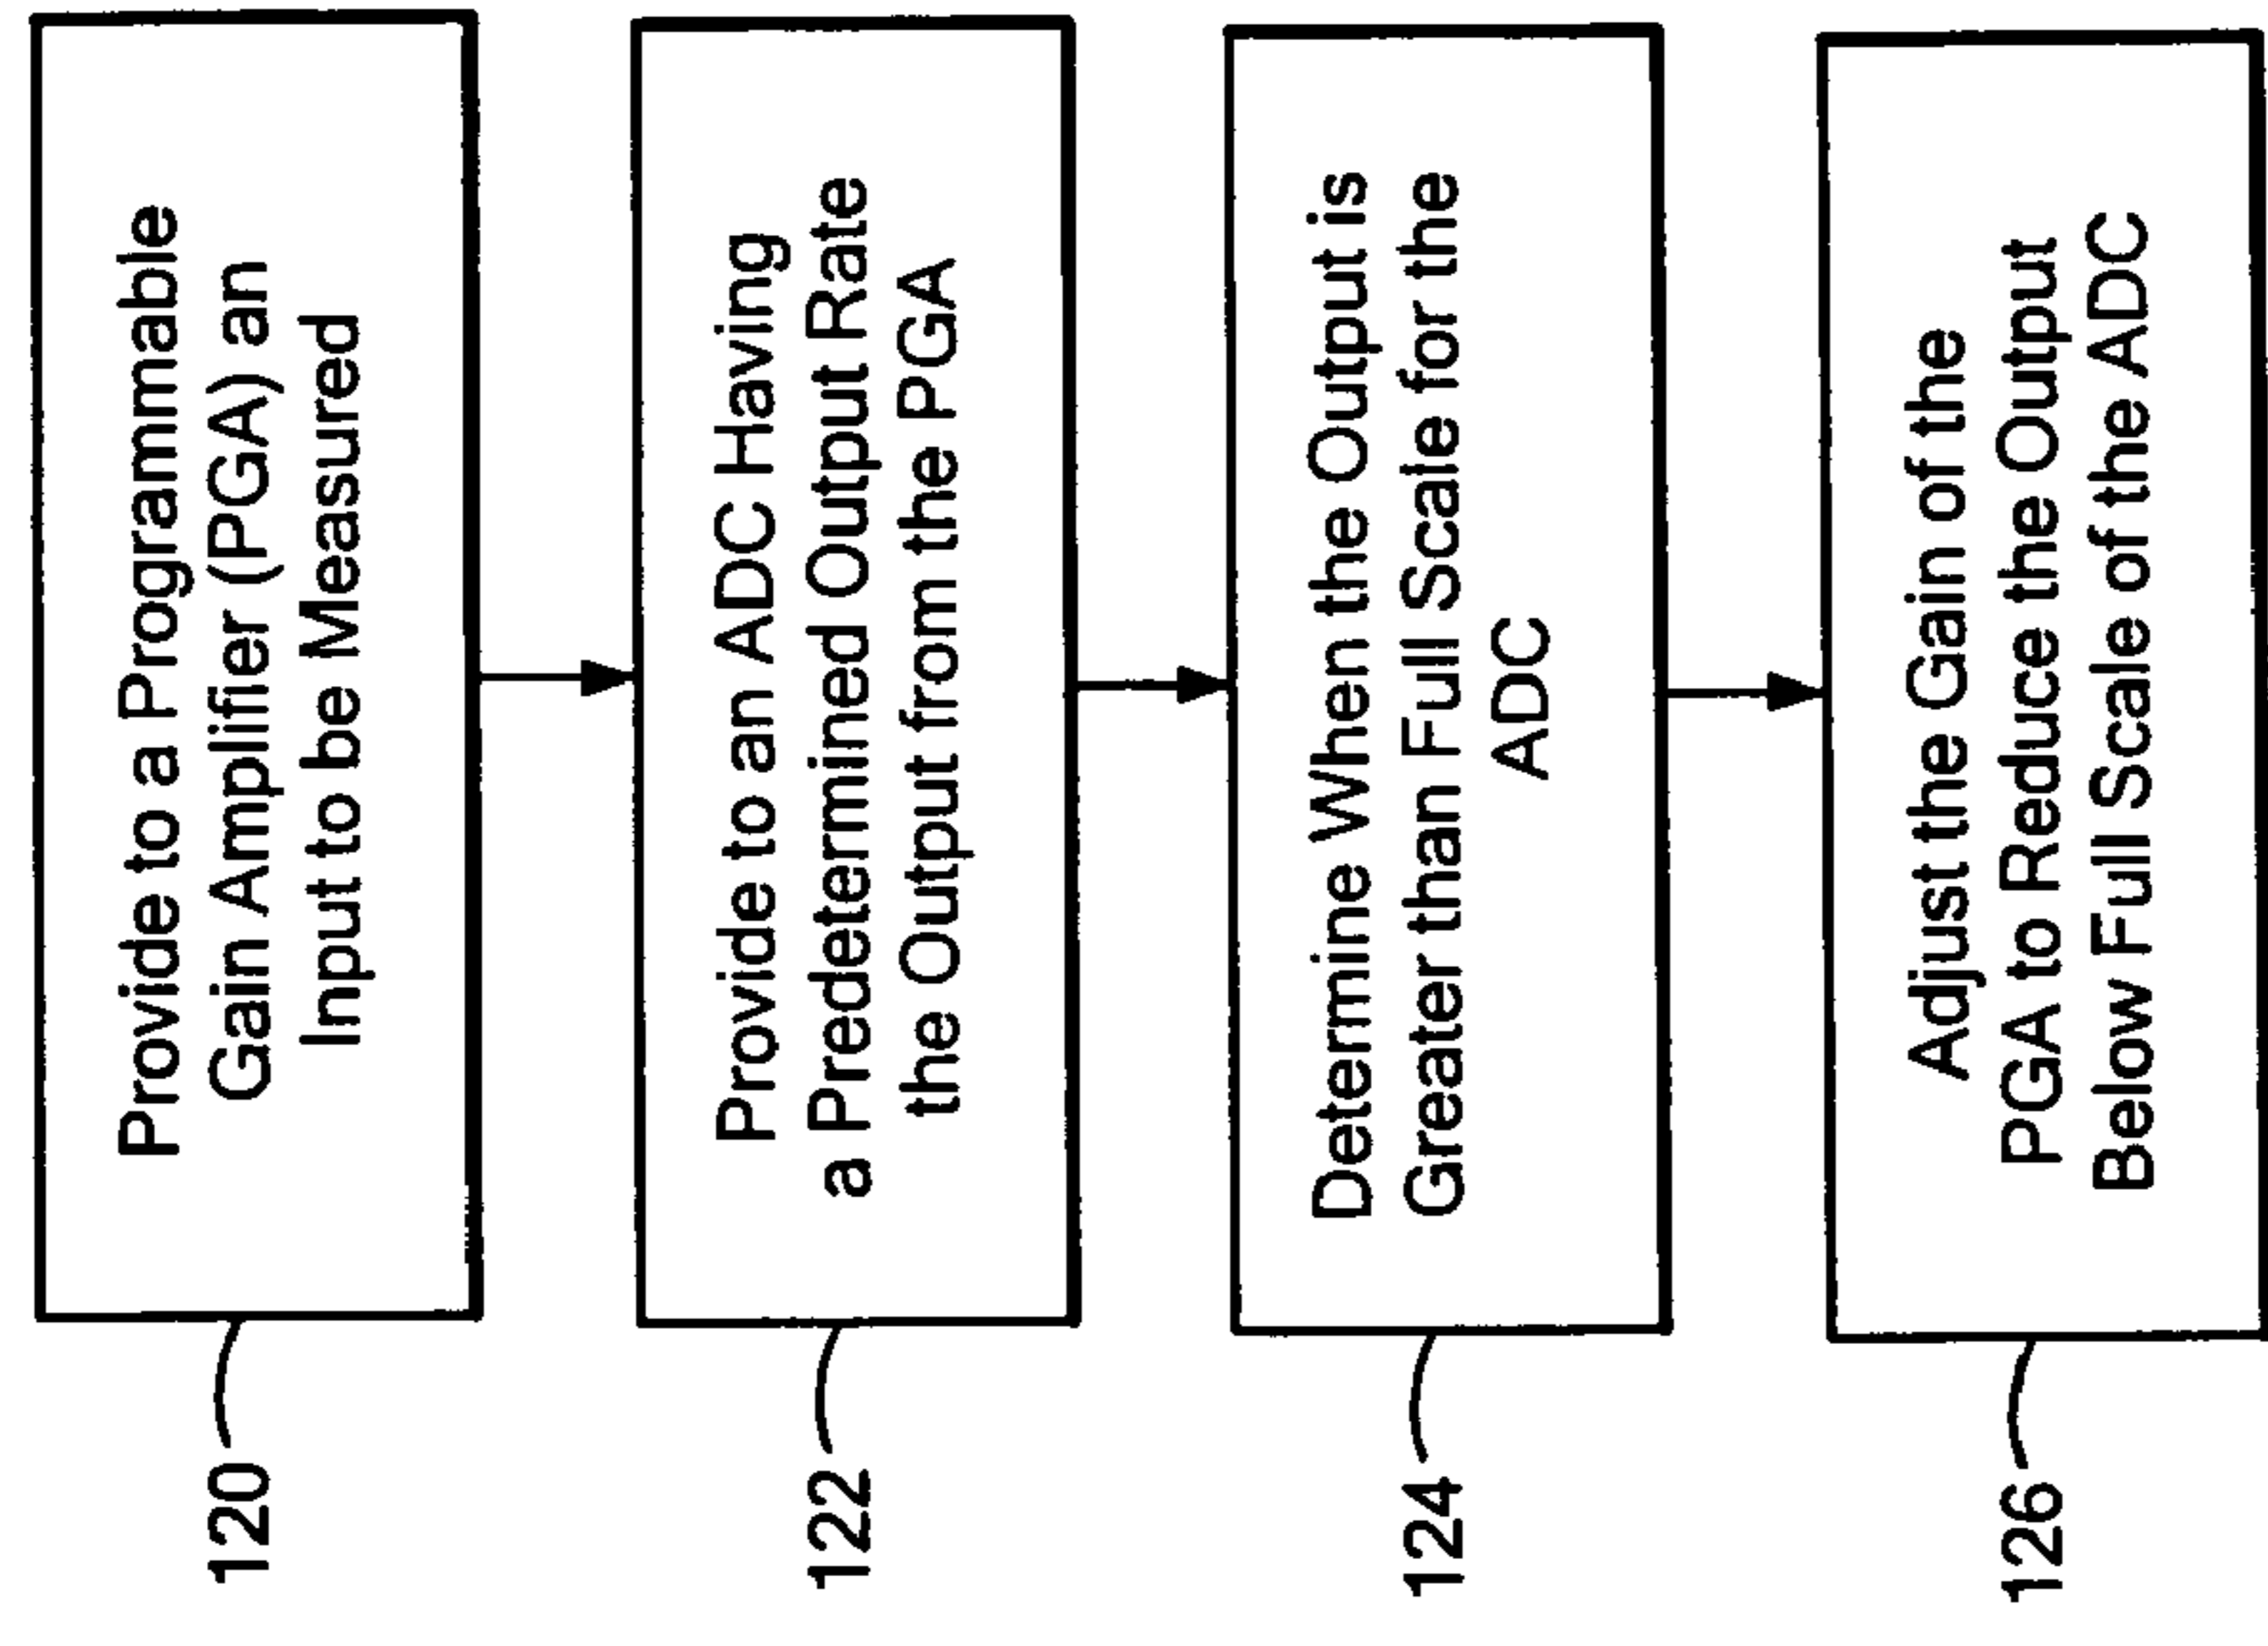 Provide to a Programmable
Gain Amplifier (PGA) an
Input to be Measured
120
Provide to an ADC Having
a Predetermined Output Rate
the Output from the PGA
122
Determine When the Output is
Greater than Full Scale for the
ADC
124
Adjust the Gain of the
PGA to Reduce the Output
Below Full Scale of the ADC
126